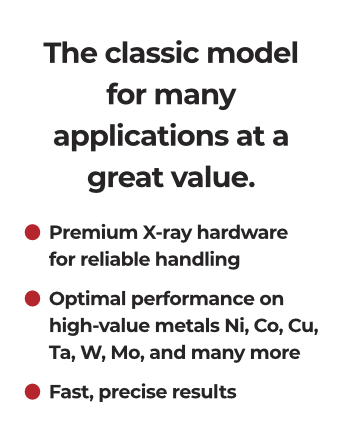 The classic model
for many
applications at a
great value.
Premium X-ray hardware
for reliable handling
Optimal performance on
high-value metals Ni, Co, Cu,
Ta, W, Mo, and many more
Fast, precise results